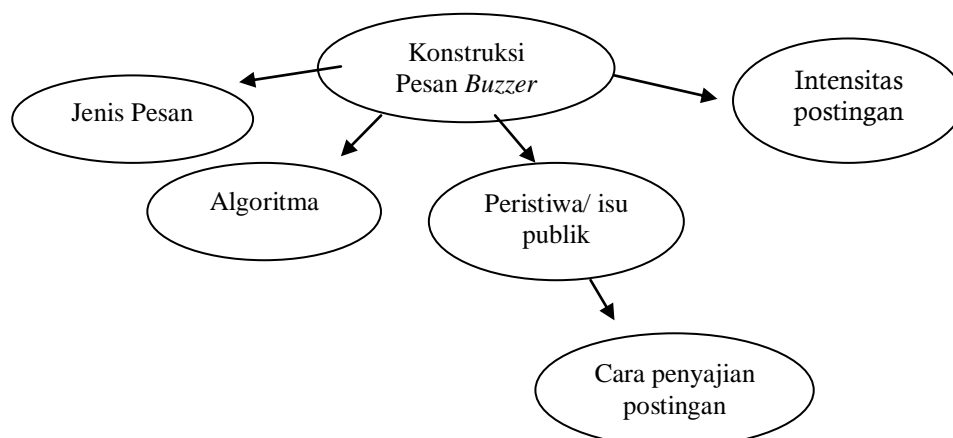 Konstruksi
Pesan Buzzer
Jenis Pesan
Intensitas
postingan
Algoritma
Peristiwa/ isu
publik
Cara penyajian
postingan